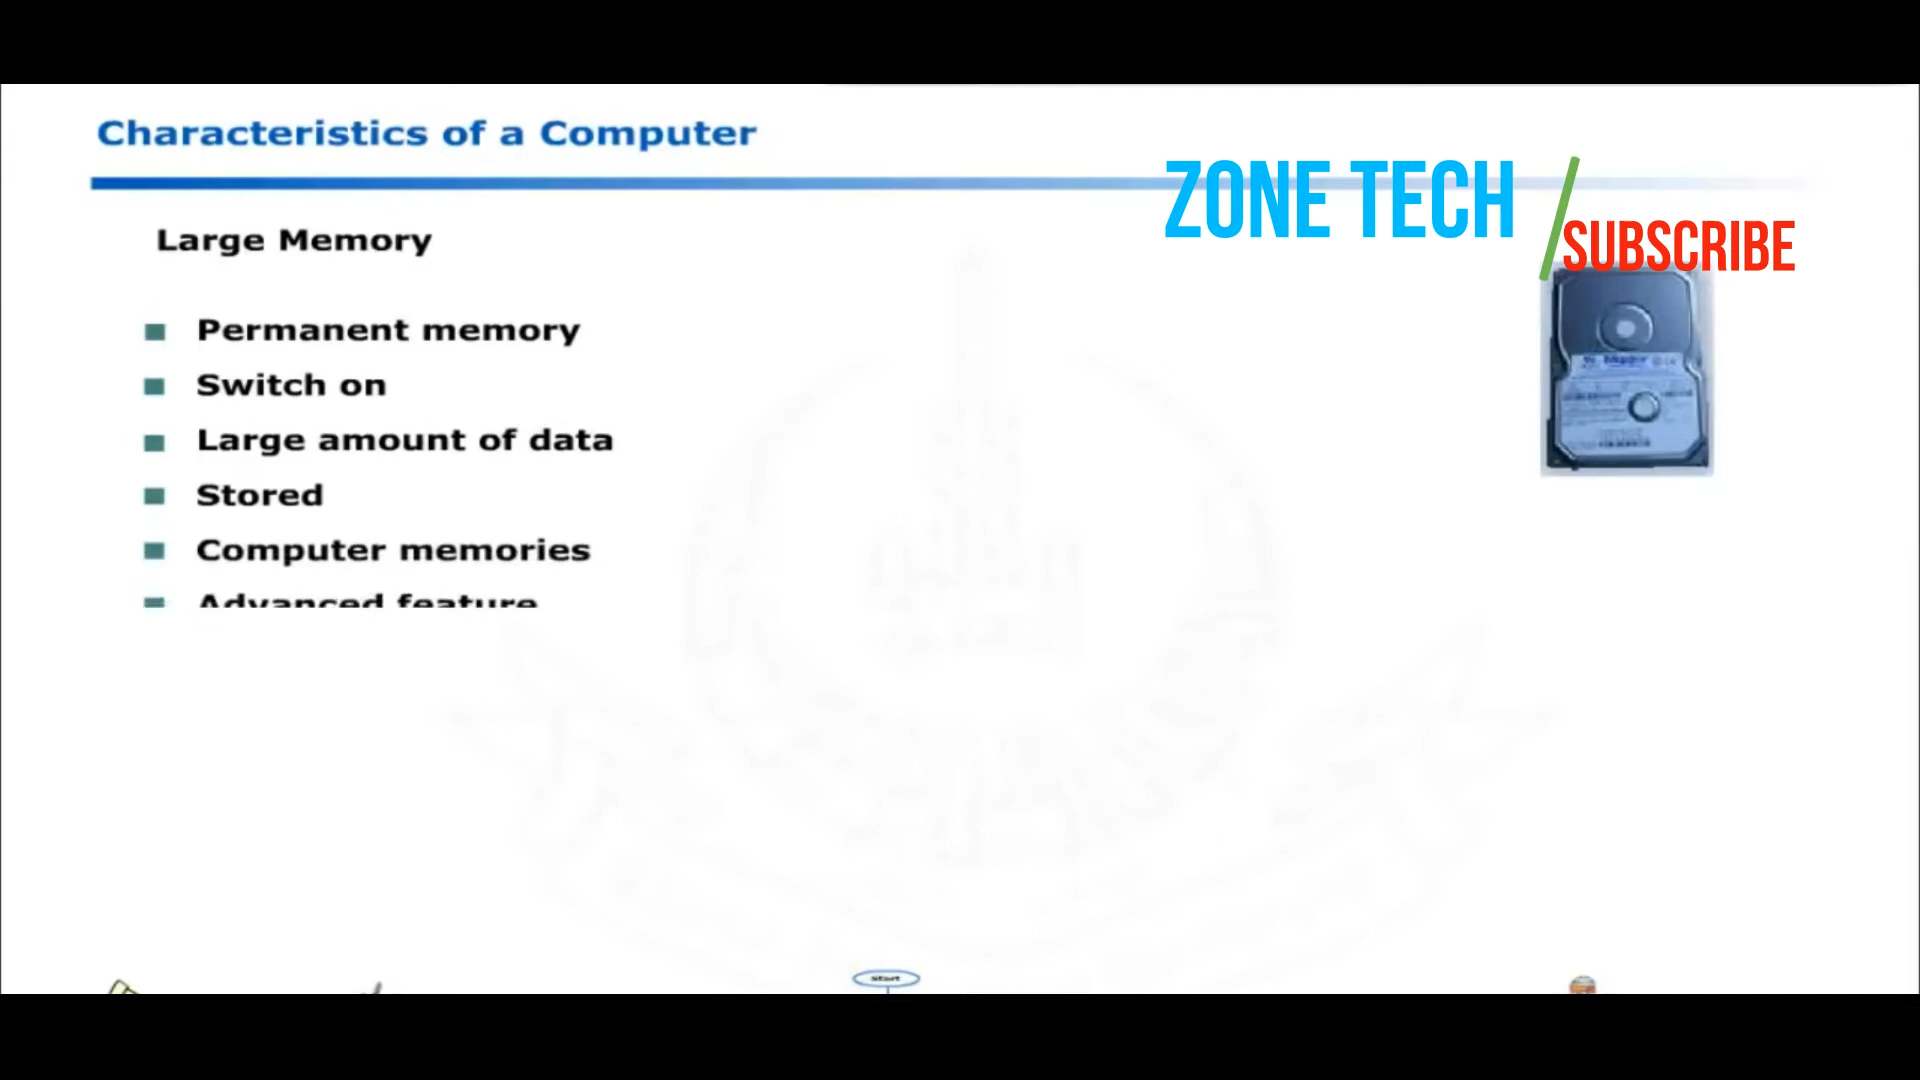 Characteristics of a Computer
ZONE TECH
SUBSCRIBE
Large Memory
Permanent memory
Switch on
Large amount of data
Stored
Computer memories
Advanced feature
Start